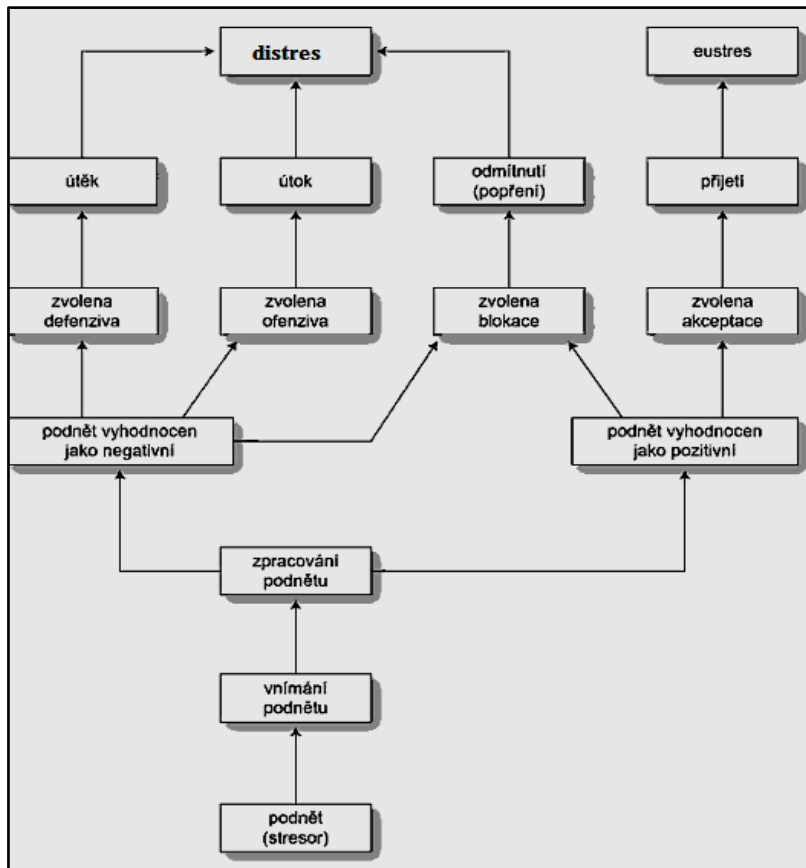 distres
eustres
útěk
útok
odmítnutí
(popření)
přijetí
zvolena
defenziva
zvolena
ofenziva
zvolena
blokace
zvolena
akceptace
podnět vyhodnocen
jako negativní
podnět vyhodnocen
jako pozitivní
zpracování
podnětu
vnímání
podnětu
podnět
(stresor)